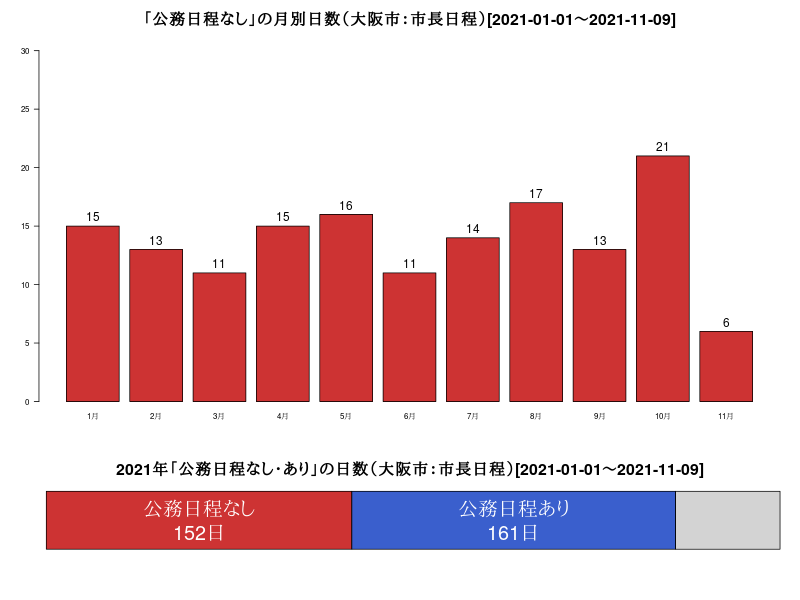 「公務日程なし」の月別日数（大阪市：市長日程）[2021-01-01～2021-11-09]
30
25
20
15
10
5
0
15
13
11
15
16
11
14
17
13
21
6
1月
2月
3月
4月
5月
6月
7月
8月
9月
10月
11月
2021年「公務日程なし・あり」の日数（大阪市：市長日程）[2021-01-01～2021-11-09]
公務日程なし
152日
公務日程あり
161日